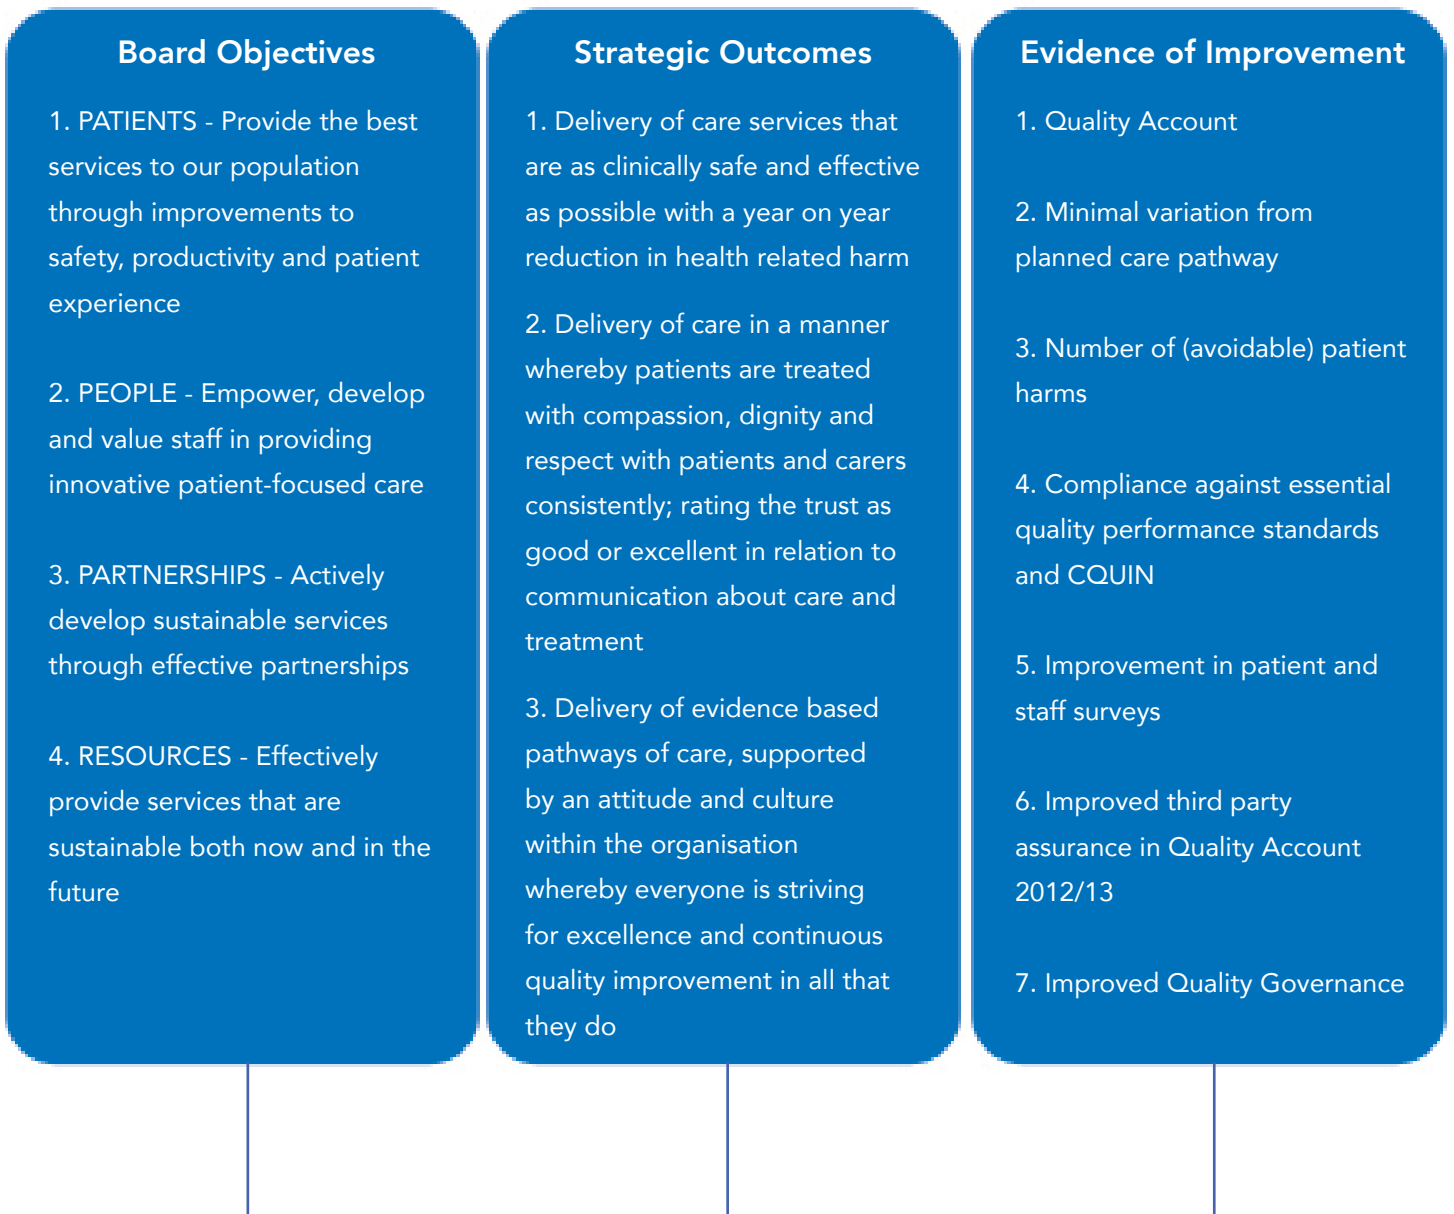 Board Objectives
1. PATIENTS - Provide the best
services to our population
through improvements to
safety, productivity and patient
experience
2. PEOPLE - Empower, develop
and value staff in providing
innovative patient-focused care
3. PARTNERSHIPS - Actively
develop sustainable services
through effective partnerships
4. RESOURCES - Effectively
provide services that are
sustainable both now and in the
future
Strategic Outcomes
1. Delivery of care services that
are as clinically safe and effective
as possible with a year on year
reduction in health related harm
2. Delivery of care in a manner
whereby patients are treated
with compassion, dignity and
respect with patients and carers
consistently; rating the trust as
good or excellent in relation to
communication about care and
treatment
3. Delivery of evidence based
pathways of care, supported
by an attitude and culture
within the organisation
whereby everyone is striving
for excellence and continuous
quality improvement in all that
they do
Evidence of Improvement
1. Quality Account
2. Minimal variation from
planned care pathway
3. Number of (avoidable) patient
harms
4. Compliance against essential
quality performance standards
and CQUIN
5. Improvement in patient and
staff surveys
6. Improved third party
assurance in Quality Account
2012/13
7. Improved Quality Governance